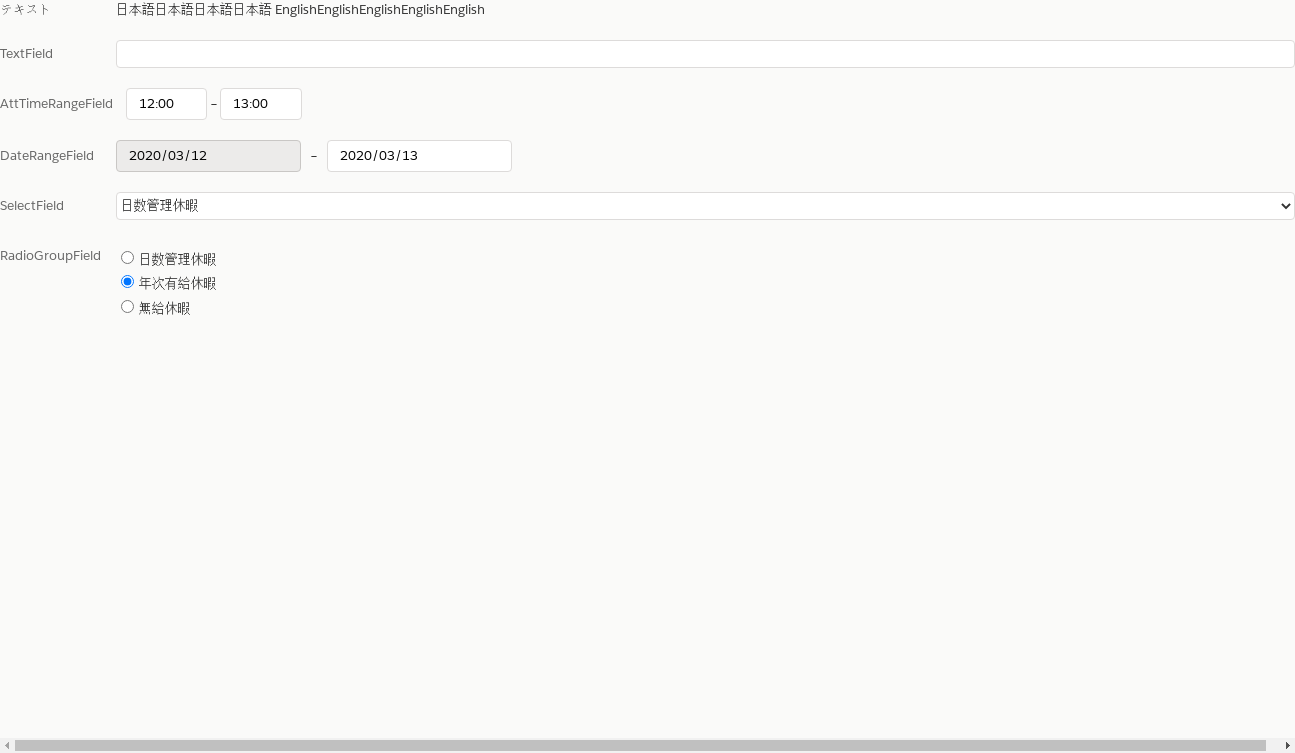 テキスト 日本語日本語日本語日本語 EnglishEnglishEnglishEnglishEnglish
TextField
AttTimeRangeField 12:00 – 13:00
DateRangeField 2020/03/12 – 2020/03/13
SelectField 日数管理休暇
RadioGroupField 日数管理休暇
年次有給休暇
無給休暇